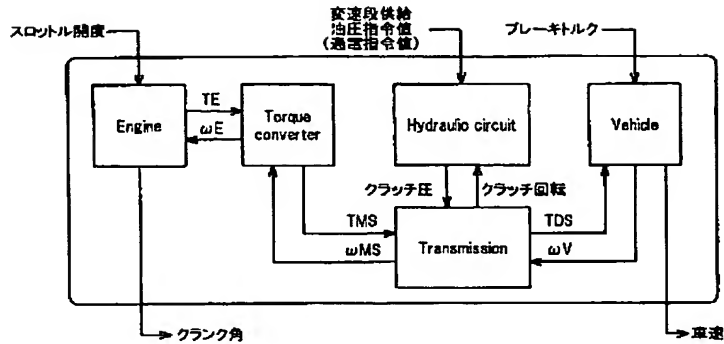 スロットル開度
変速段供給
油圧指令値
(通電指令値)
ブレーキトルク
Engine
TE
ωE
Torque
converter
Hydraulic circuit
Vehicle
クラッチ圧
クラッチ回転
TMS
ωMS
Transmission
TDS
ωV
クランク角
車速